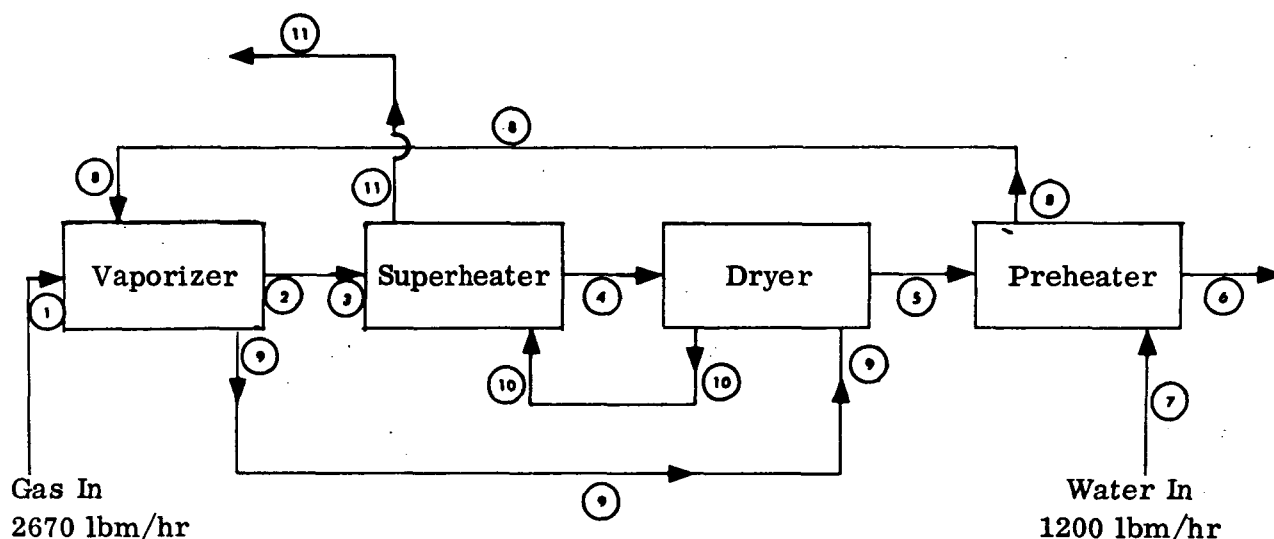 11
8
8
11
8
Vaporizer
Superheater
Dryer
Preheater
1
2
3
4
5
6
9
10
10
9
7
9
Gas In
2670 lbm/hr
Water In
1200 lbm/hr